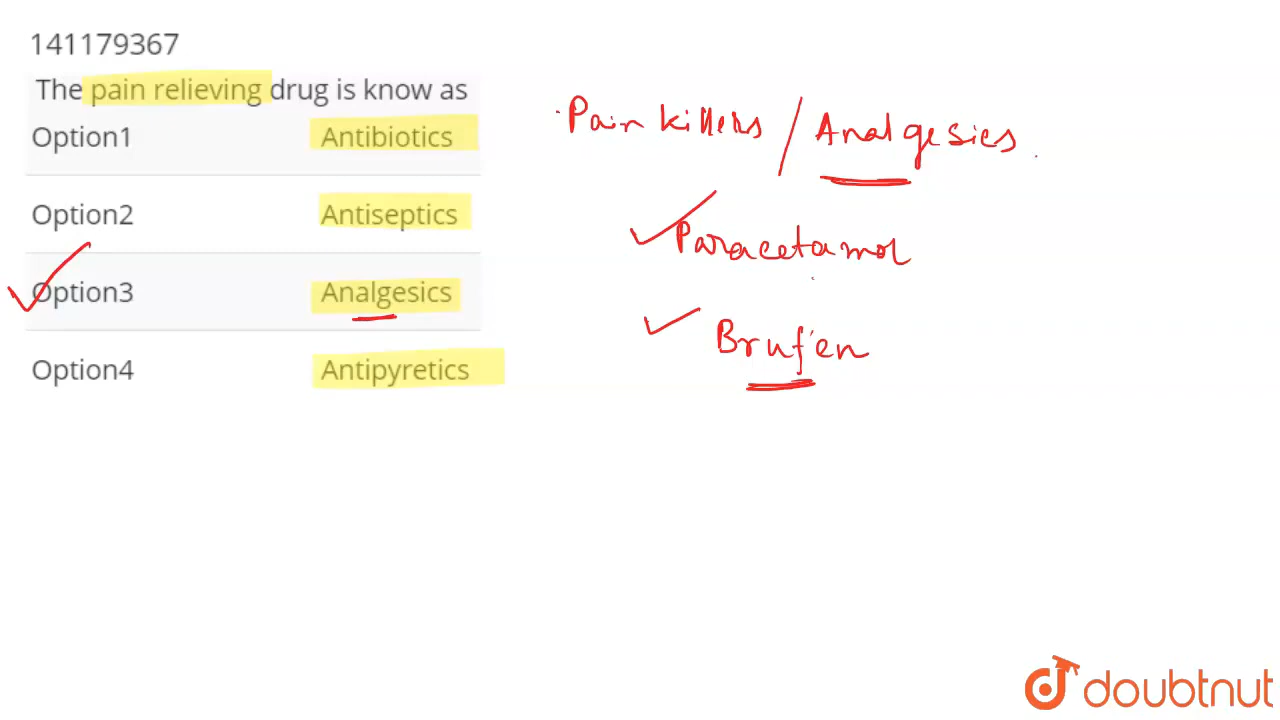 141179367
The pain relieving drug is know as
Option1 Antibiotics
Option2 Antiseptics
Option3 Analgesics
Option4 Antipyretics
Pain killers / Analgesics
Paracetamol
Brufen
doubtnut